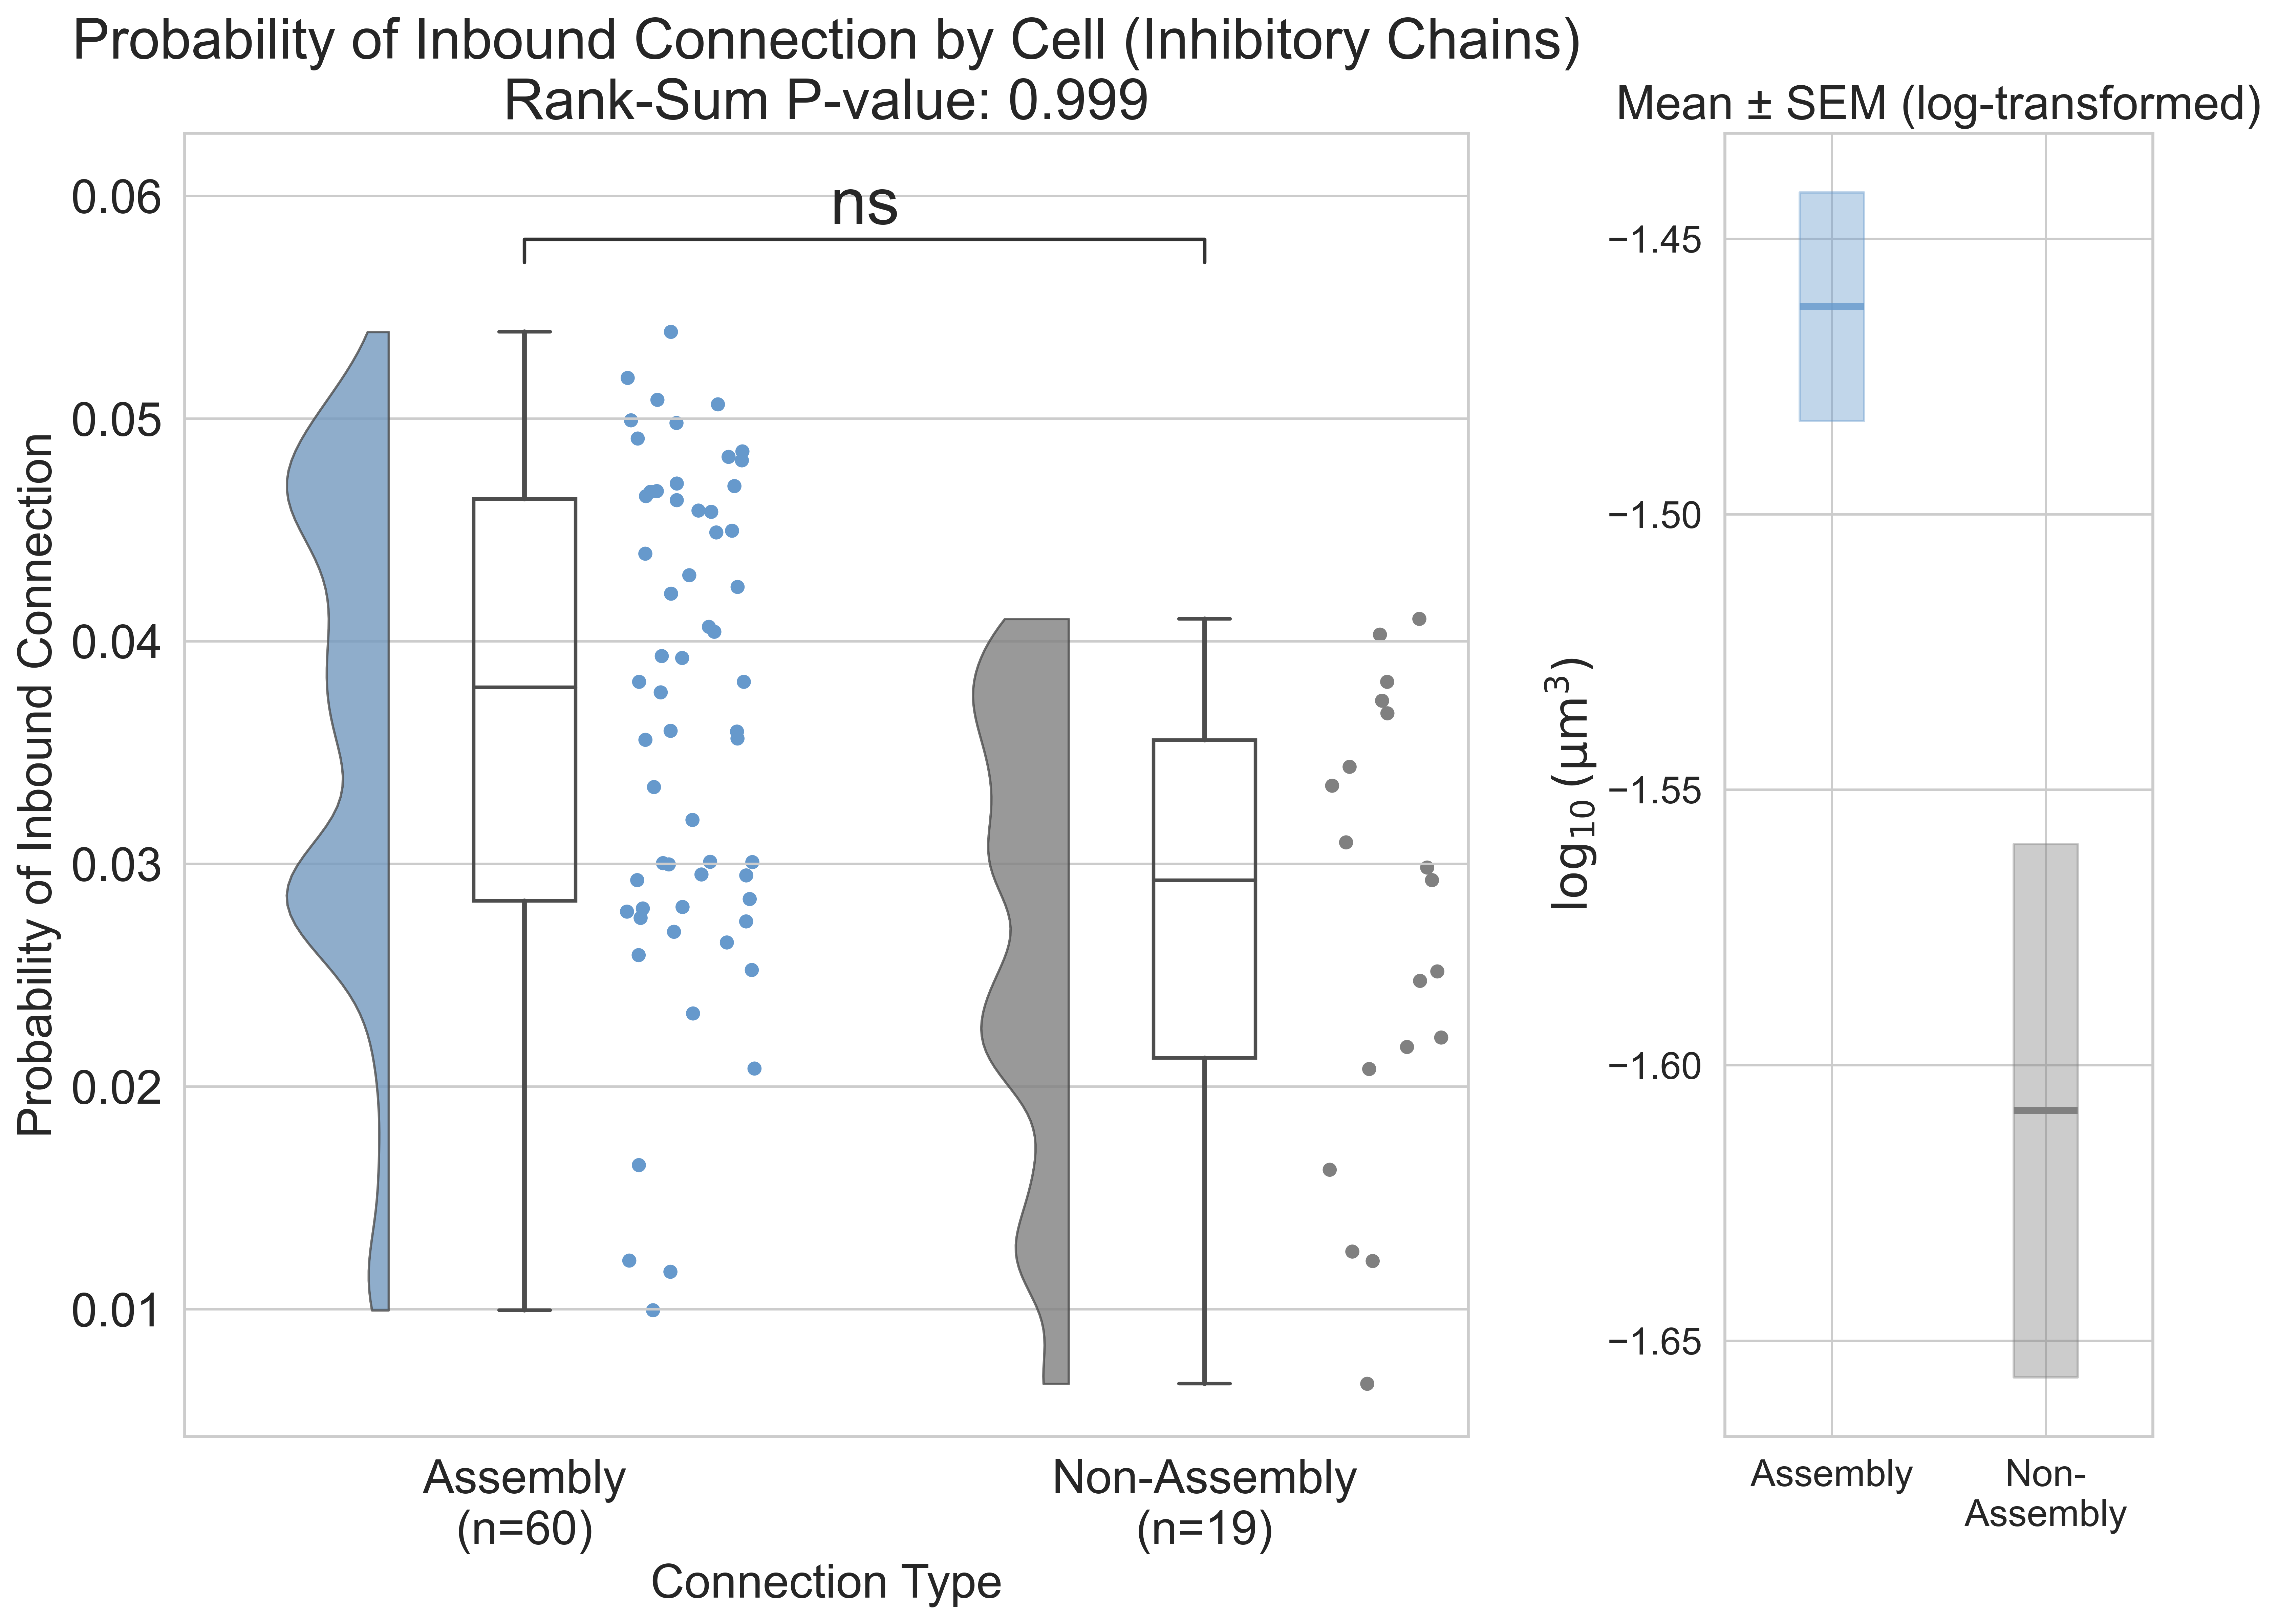 Probability of Inbound Connection by Cell (Inhibitory Chains)
Rank-Sum P-value: 0.999
Probability of Inbound Connection
0.06
0.05
0.04
0.03
0.02
0.01
ns
Assembly
(n=60)
Non-Assembly
(n=19)
Connection Type
Mean ± SEM (log-transformed)
log₁₀ (µm³)
−1.45
−1.50
−1.55
−1.60
−1.65
Assembly
Non-
Assembly